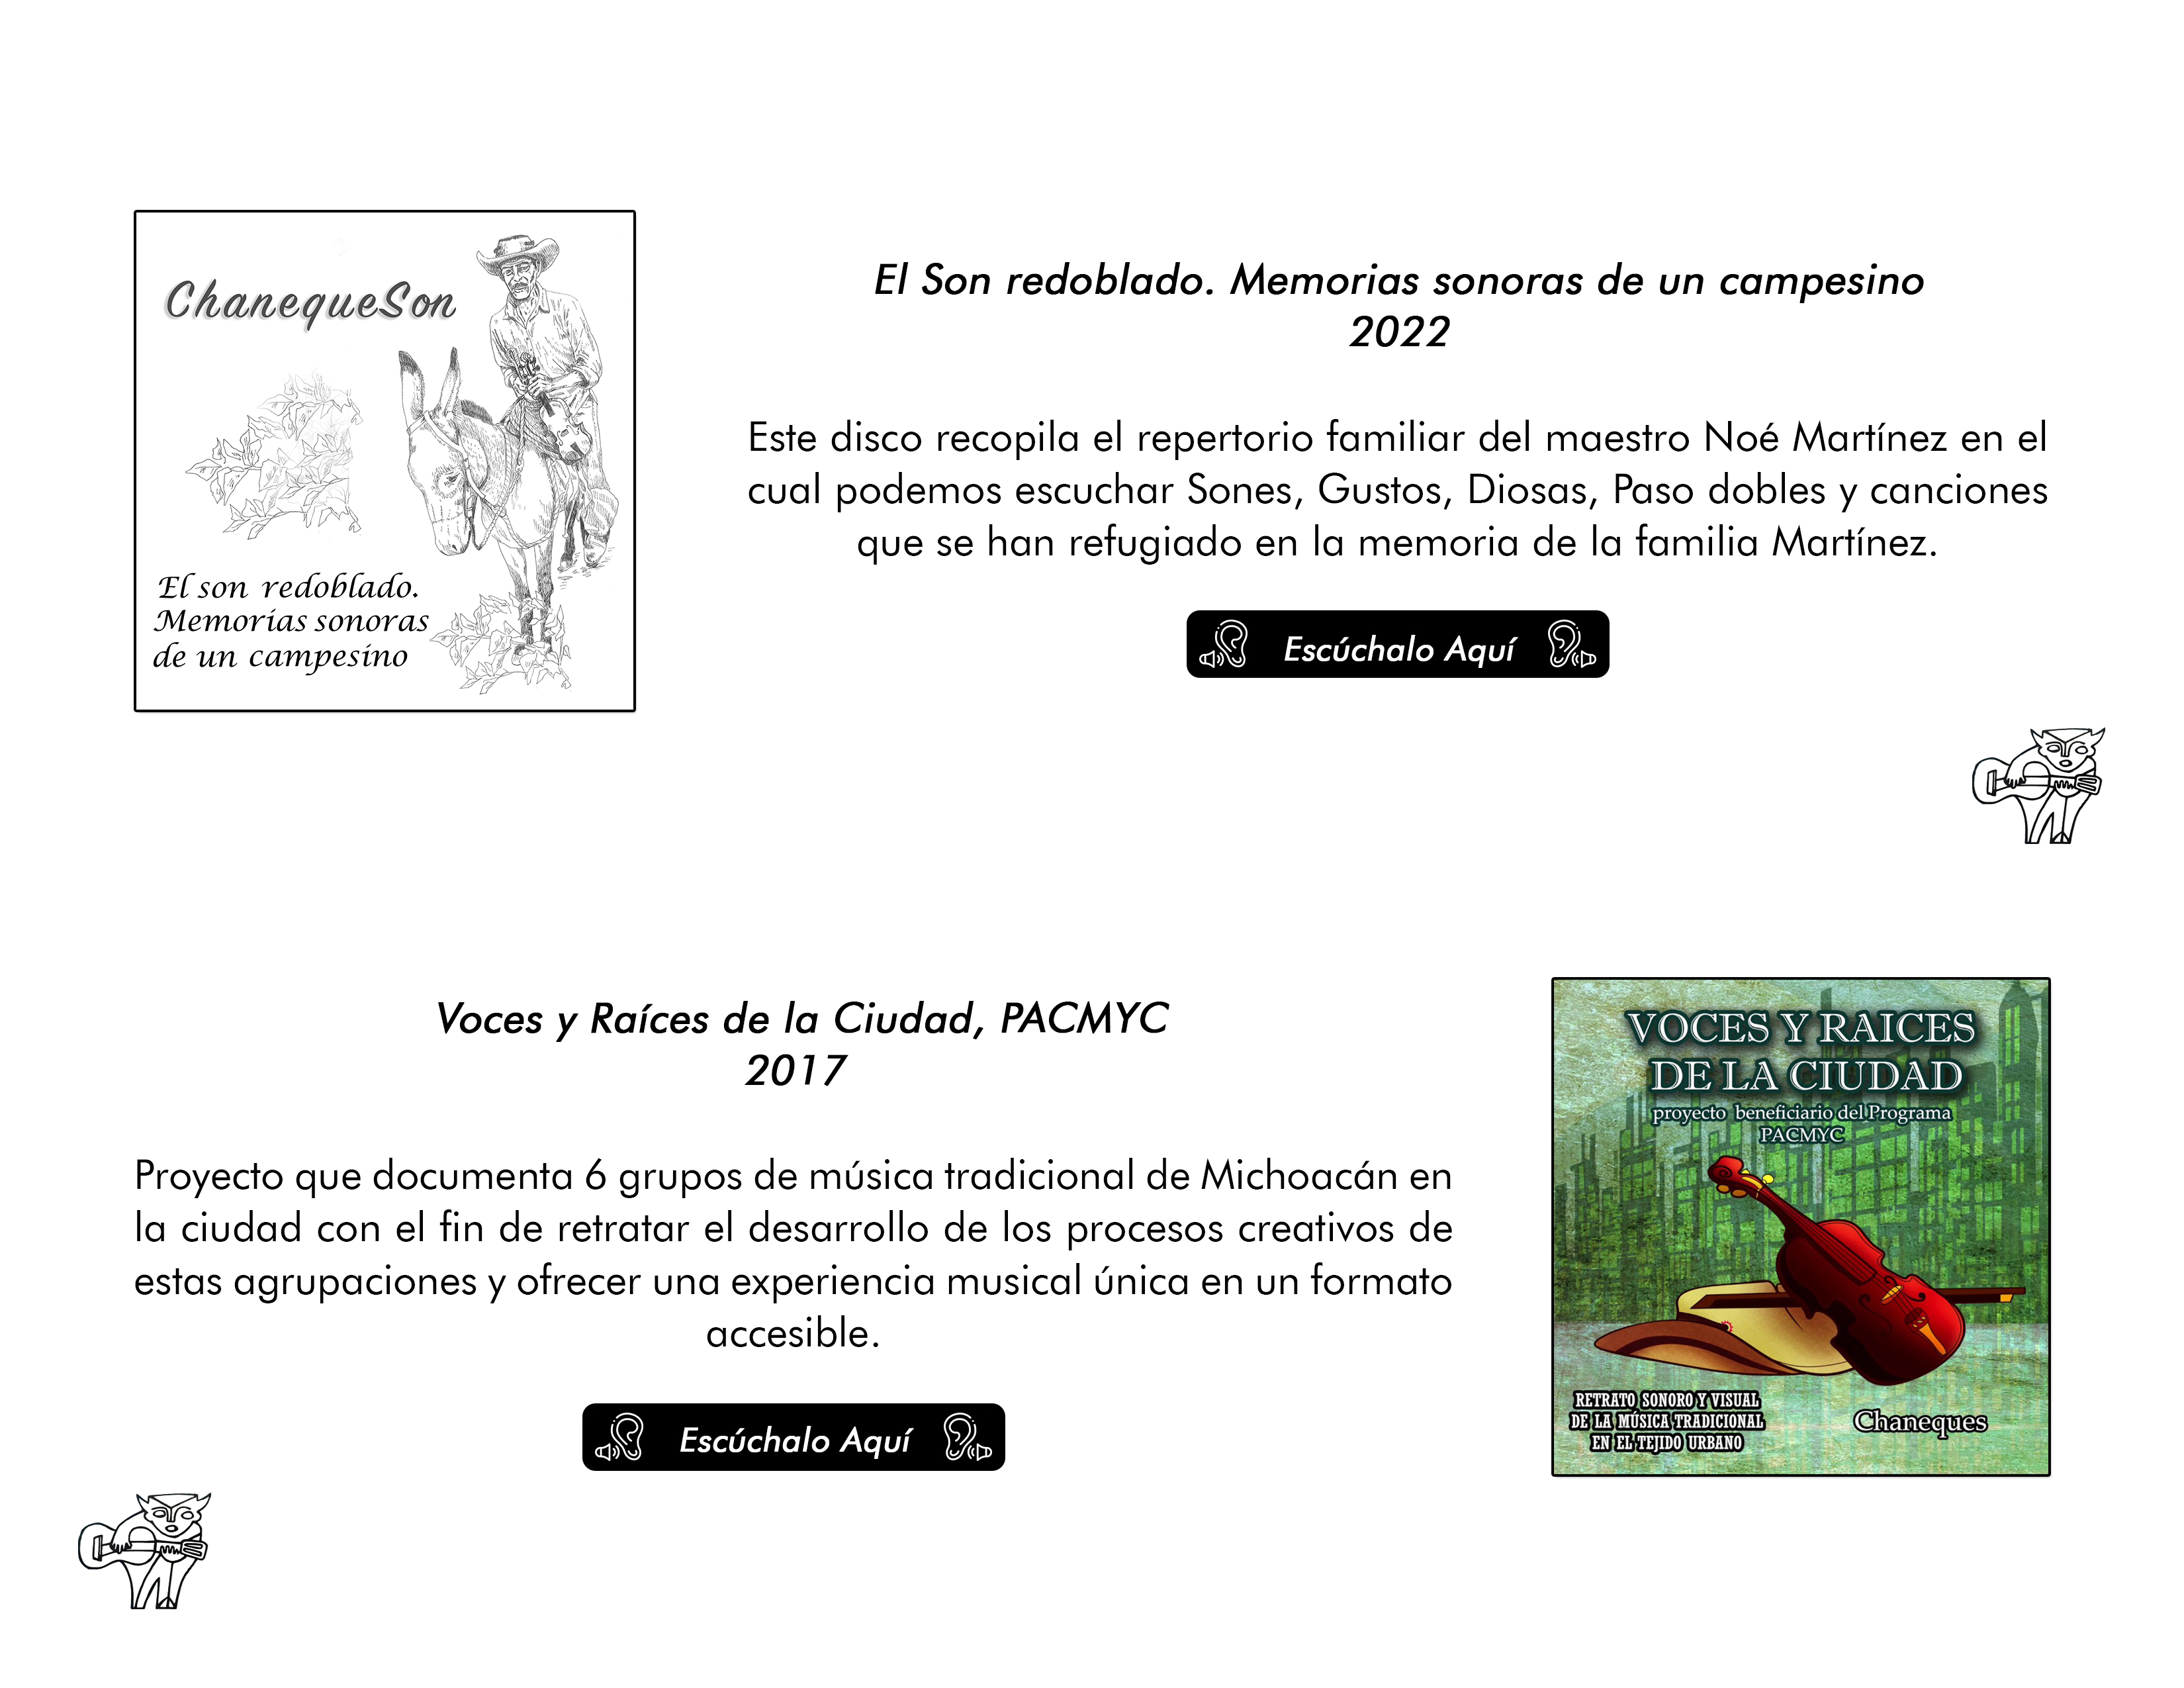 ChanequeSon
El son redoblado.
Memorias sonoras
de un campesino
El Son redoblado. Memorias sonoras de un campesino
2022
Este disco recopila el repertorio familiar del maestro Noé Martínez en el
cual podemos escuchar Sones, Gustos, Diosas, Paso dobles y canciones
que se han refugiado en la memoria de la familia Martínez.
Escúchalo Aquí
Voces y Raíces de la Ciudad, PACMYC
2017
Proyecto que documenta 6 grupos de música tradicional de Michoacán en
la ciudad con el fin de retratar el desarrollo de los procesos creativos de
estas agrupaciones y ofrecer una experiencia musical única en un formato
accesible.
Escúchalo Aquí
VOCES Y RAICES
DE LA CIUDAD
proyecto beneficiario del Programa
PACMYC
RETRATO SONORO Y VISUAL
DE LA MÚSICA TRADICIONAL
EN EL TEJIDO URBANO
Chaneques